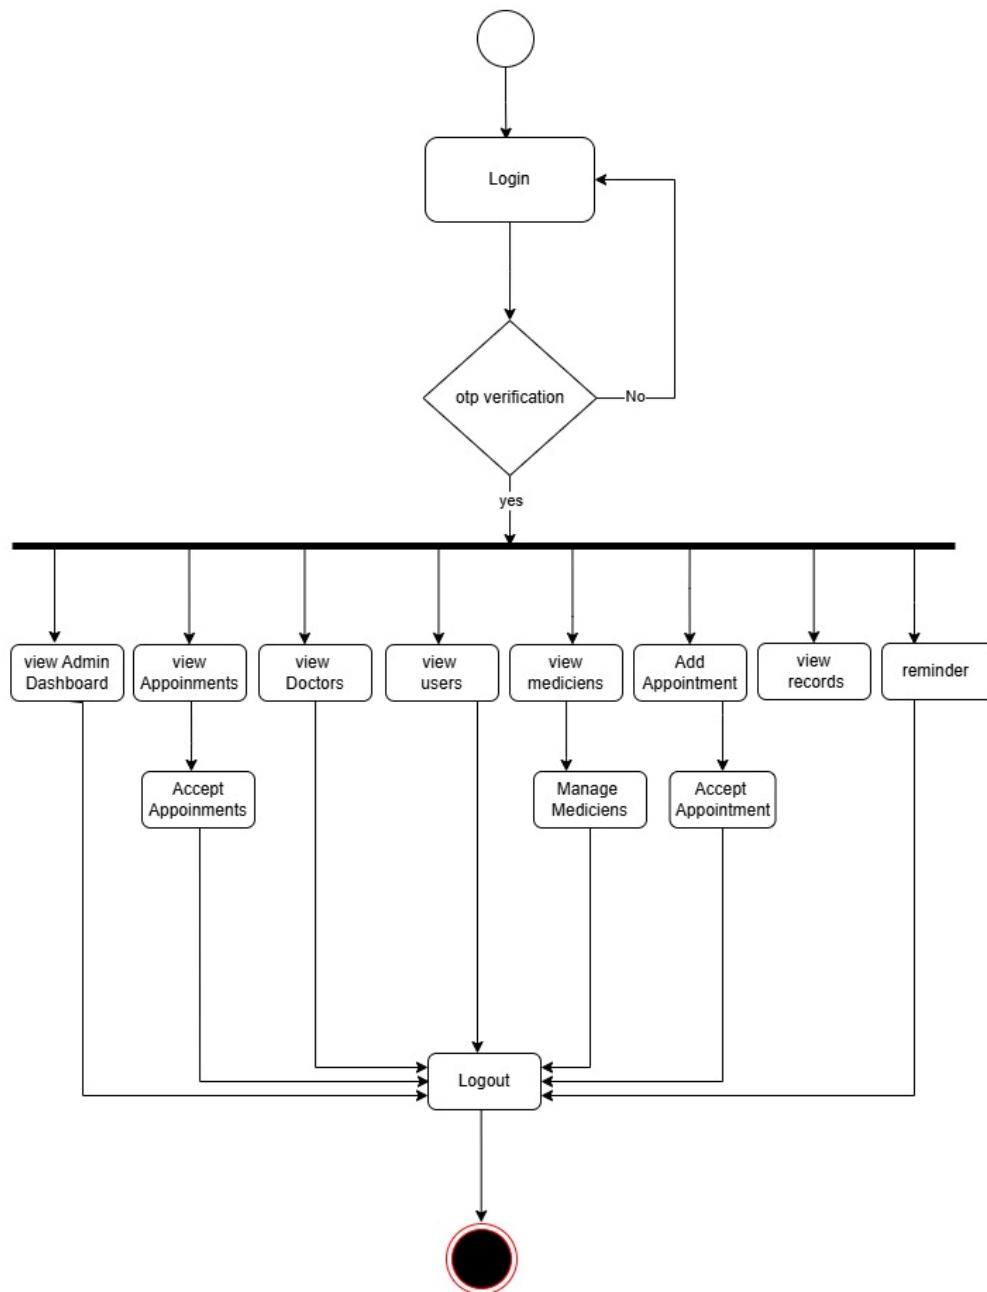 Login
otp verification
No
yes
view Admin
Dashboard
view
Appoinments
view
Doctors
view
users
view
mediciens
Add
Appointment
view
records
reminder
Accept
Appoinments
Manage
Mediciens
Accept
Appointment
Logout